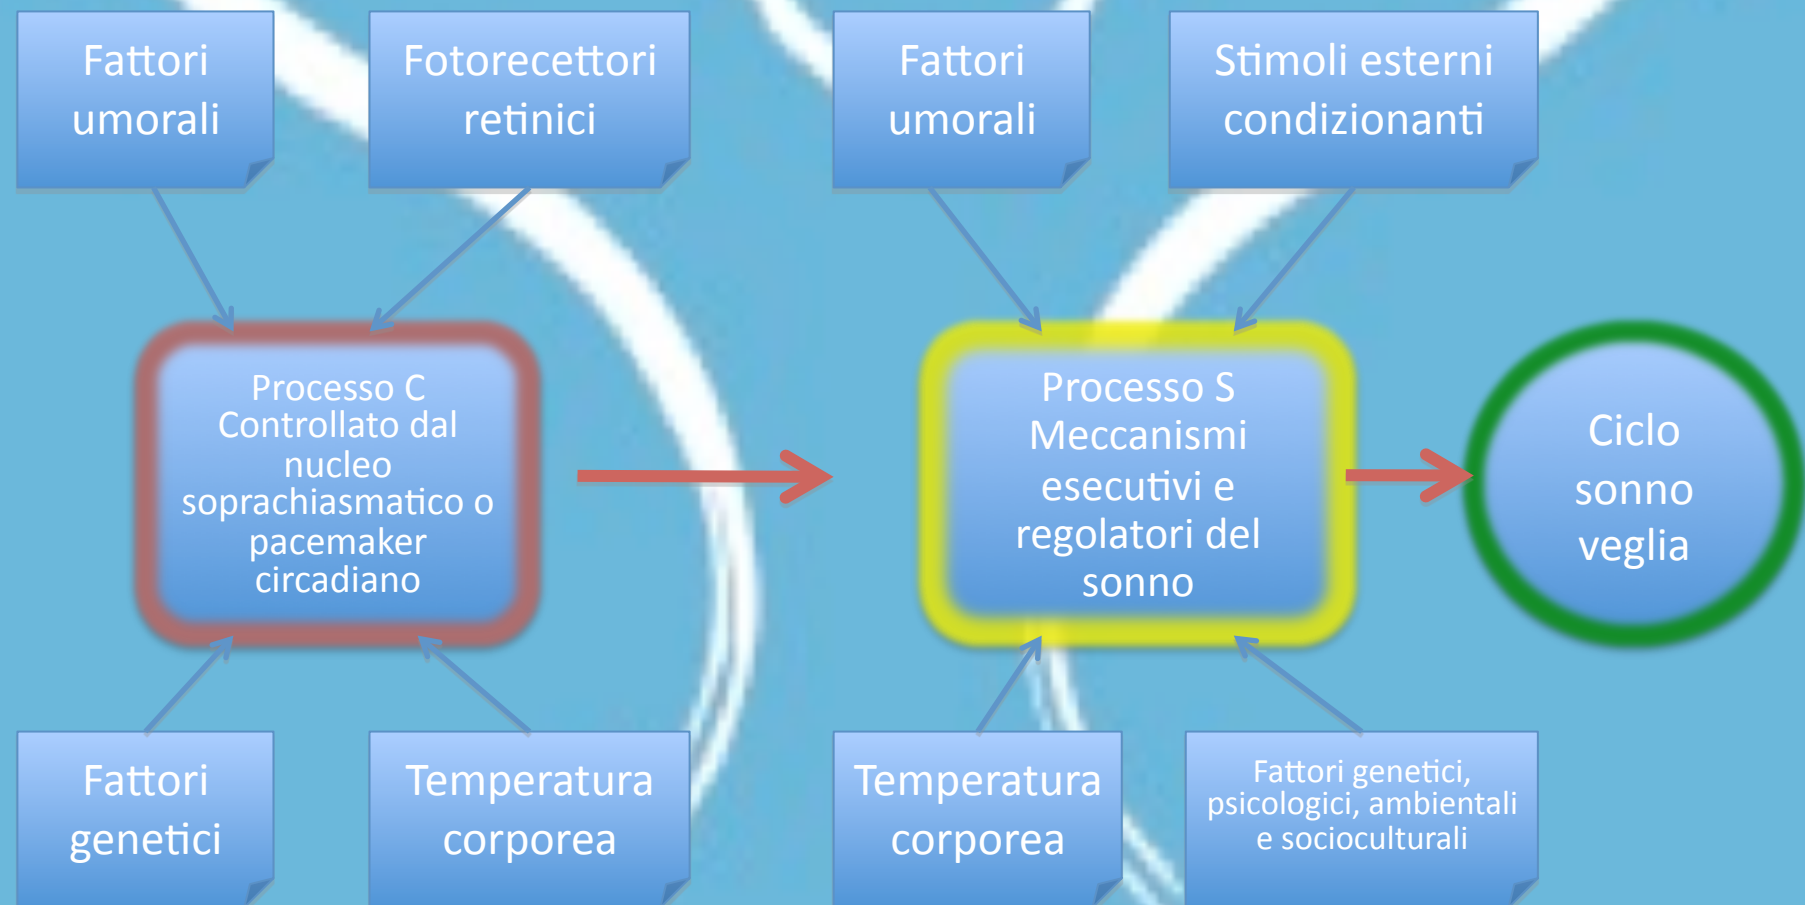 Fattori
umorali
Fotorecettori
retinici
Fattori
umorali
Stimoli esterni
condizionanti
Processo C
Controllato dal
nucleo
soprachiasmatico o
pacemaker
circadiano
Processo S
Meccanismi
esecutivi e
regolatori del
sonno
Ciclo
sonno
veglia
Fattori
genetici
Temperatura
corporea
Temperatura
corporea
Fattori genetici,
psicologici, ambientali
e socioculturali